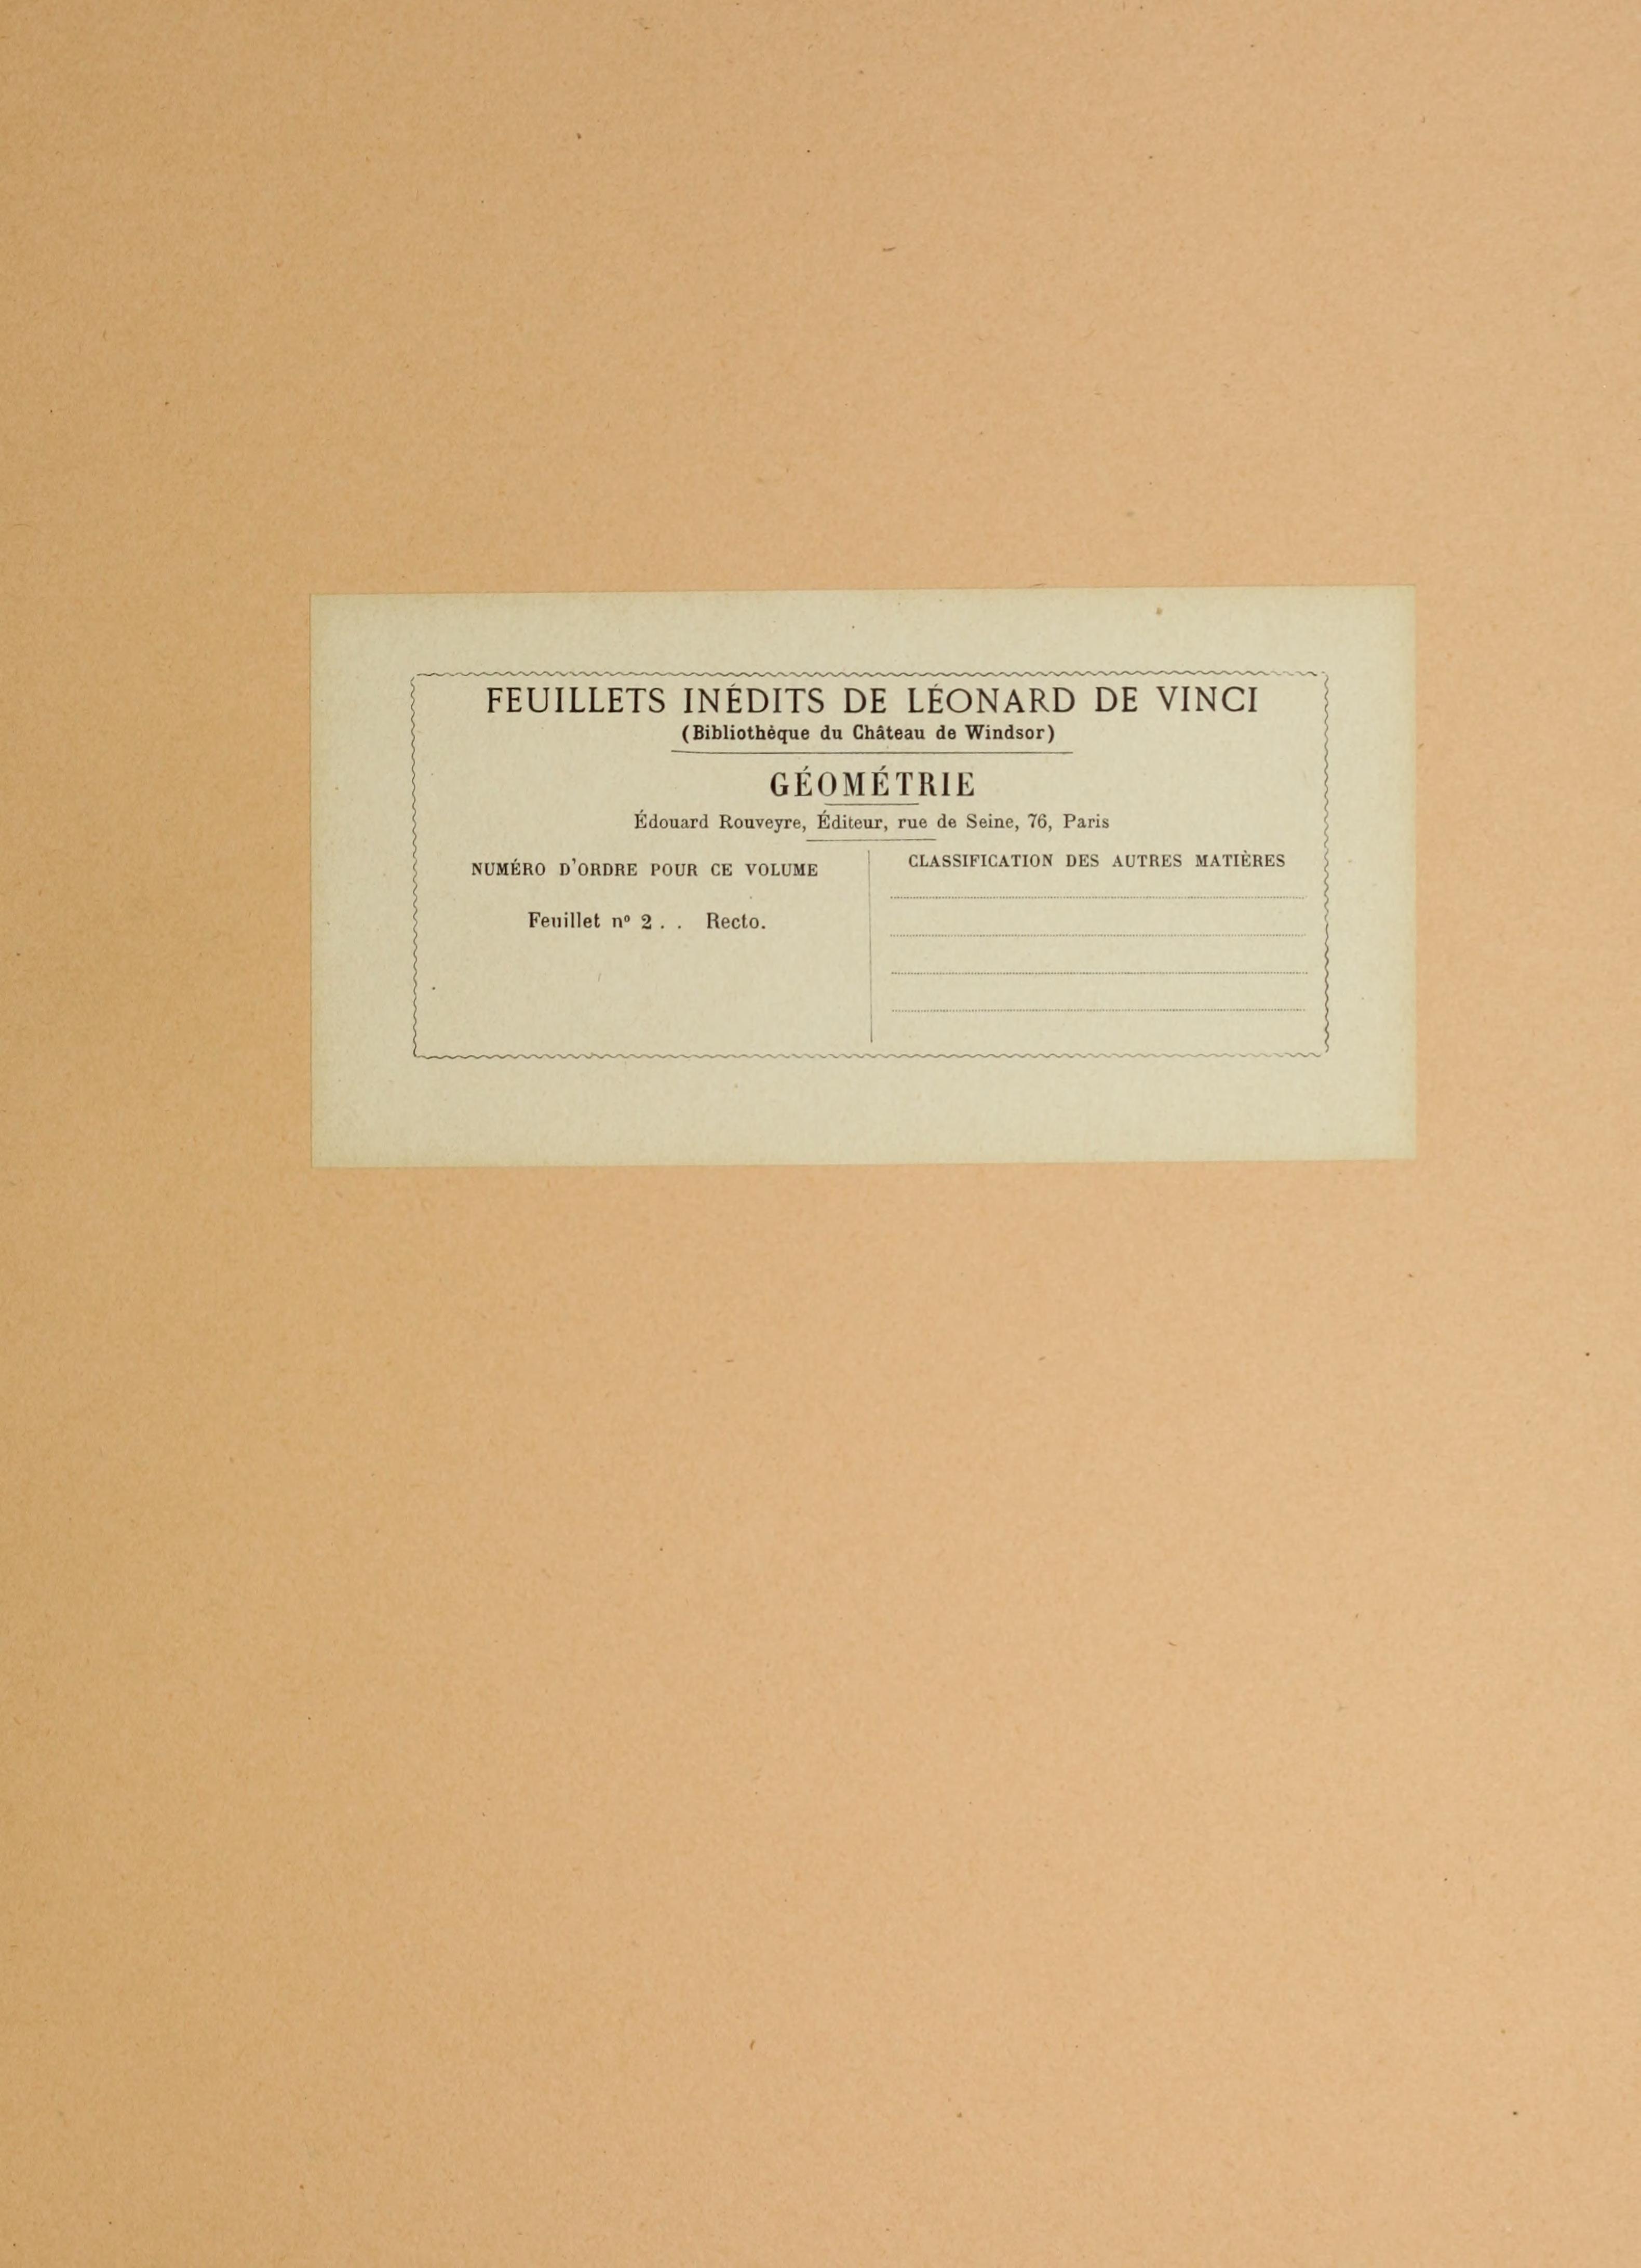 FEUILLETS INÉDITS DE LÉONARD DE VINCI
(Bibliothèque du Château de Windsor)
GÉOMÉTRIE
Édouard Rouveyre, Éditeur, rue de Seine, 76, Paris
NUMÉRO D'ORDRE POUR CE VOLUME
Feuillet nº 2 . . Recto.
CLASSIFICATION DES AUTRES MATIÈRES